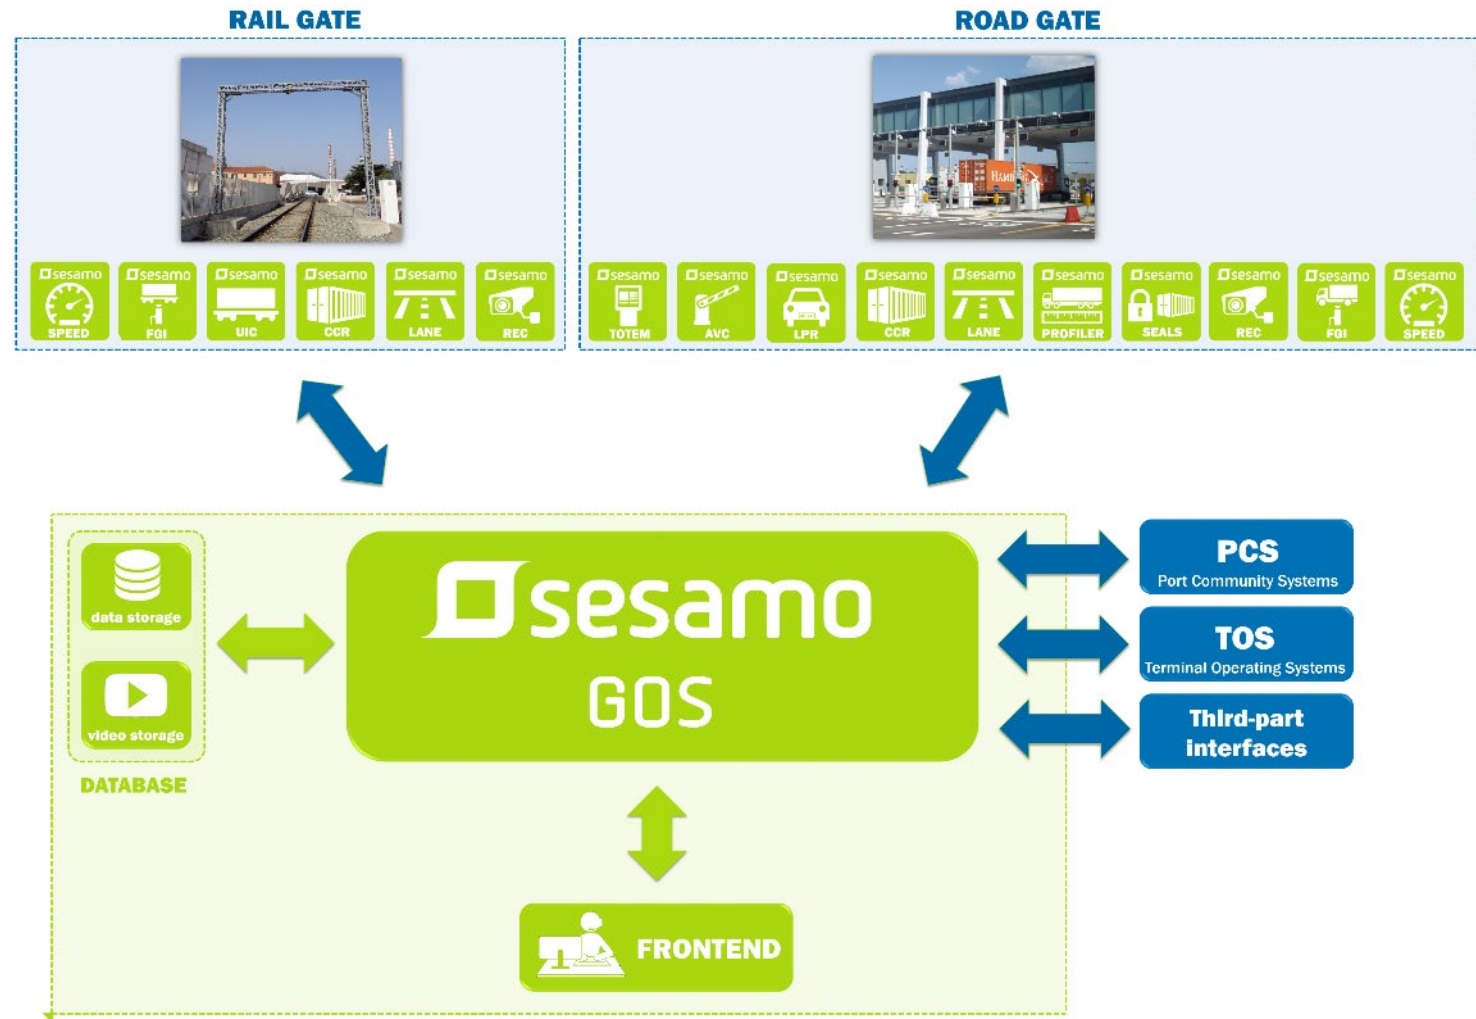 RAIL GATE
ROAD GATE
HAMBURG
sesamo
SPEED
sesamo
FGI
sesamo
UIC
sesamo
CCR
sesamo
LANE
sesamo
REC
sesamo
TOTEM
sesamo
AVC
sesamo
LPR
sesamo
CCR
sesamo
LANE
sesamo
PROFILER
sesamo
SEALS
sesamo
REC
sesamo
FGI
sesamo
SPEED
data storage
video storage
DATABASE
sesamo
GOS
PCS
Port Community Systems
TOS
Terminal Operating Systems
Third-part
interfaces
FRONTEND